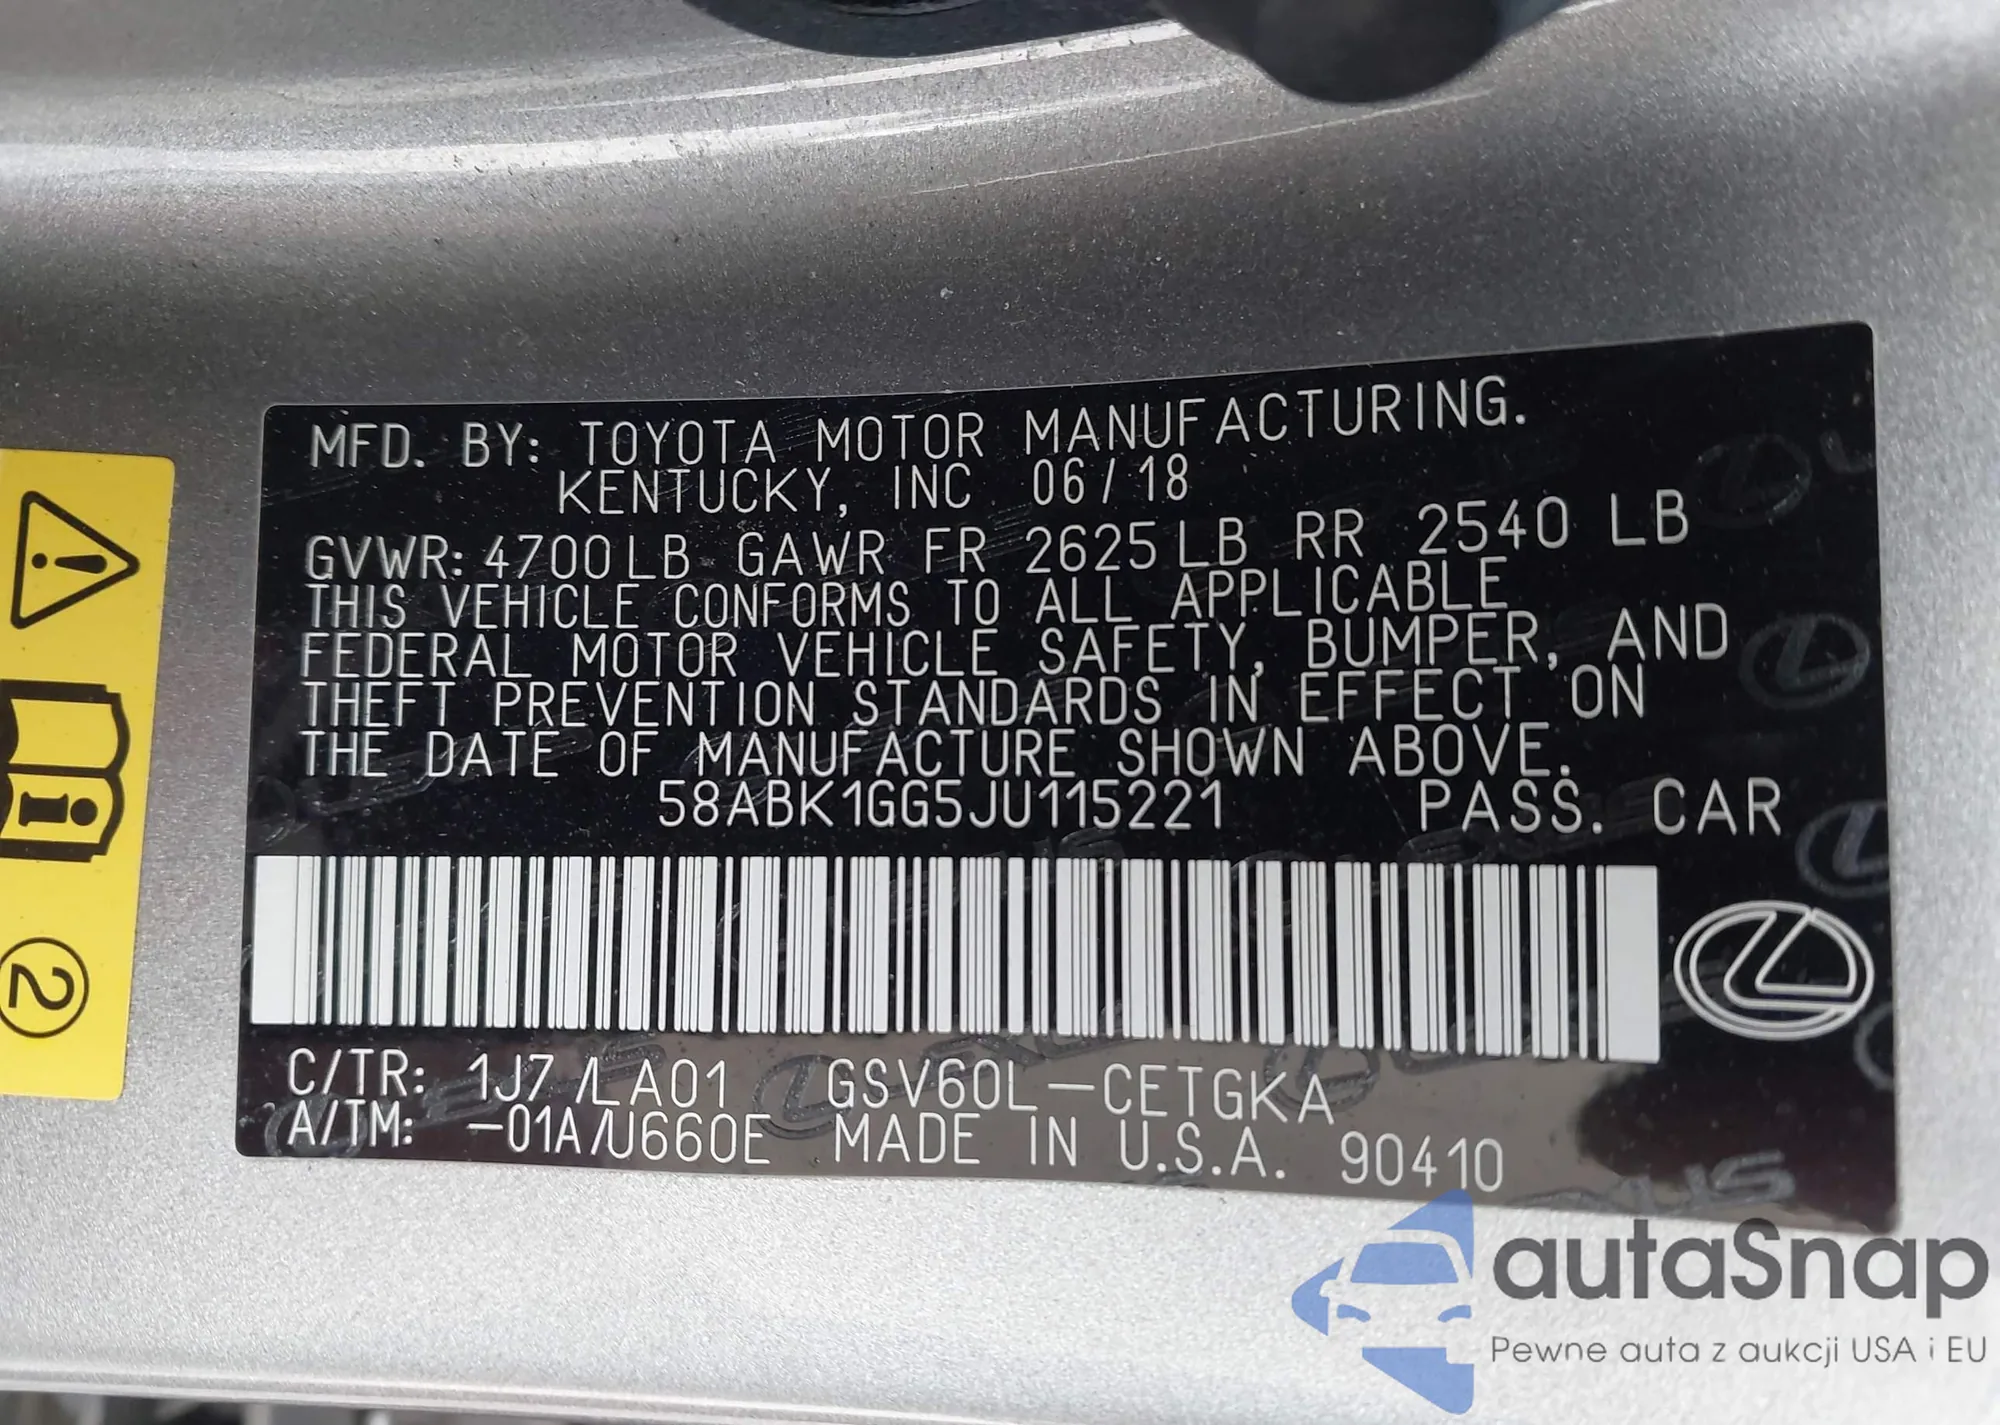 MFD. BY: TOYOTA MOTOR MANUFACTURING.
KENTUCKY, INC 06/18
GVWR: 4700LB GAWR FR 2625LB RR 2540 LB
THIS VEHICLE CONFORMS TO ALL APPLICABLE
FEDERAL MOTOR VEHICLE SAFETY, BUMPER, AND
THEFT PREVENTION STANDARDS IN EFFECT ON
THE DATE OF MANUFACTURE SHOWN ABOVE.
58ABK1GG5JU115221 PASS. CAR
C/TR: 1J7/LA01 GSV60L-CETGKA
A/TM: -01A/U660E MADE IN U.S.A. 90410
2
autaSnap
Pewne auta z aukcji USA i EU